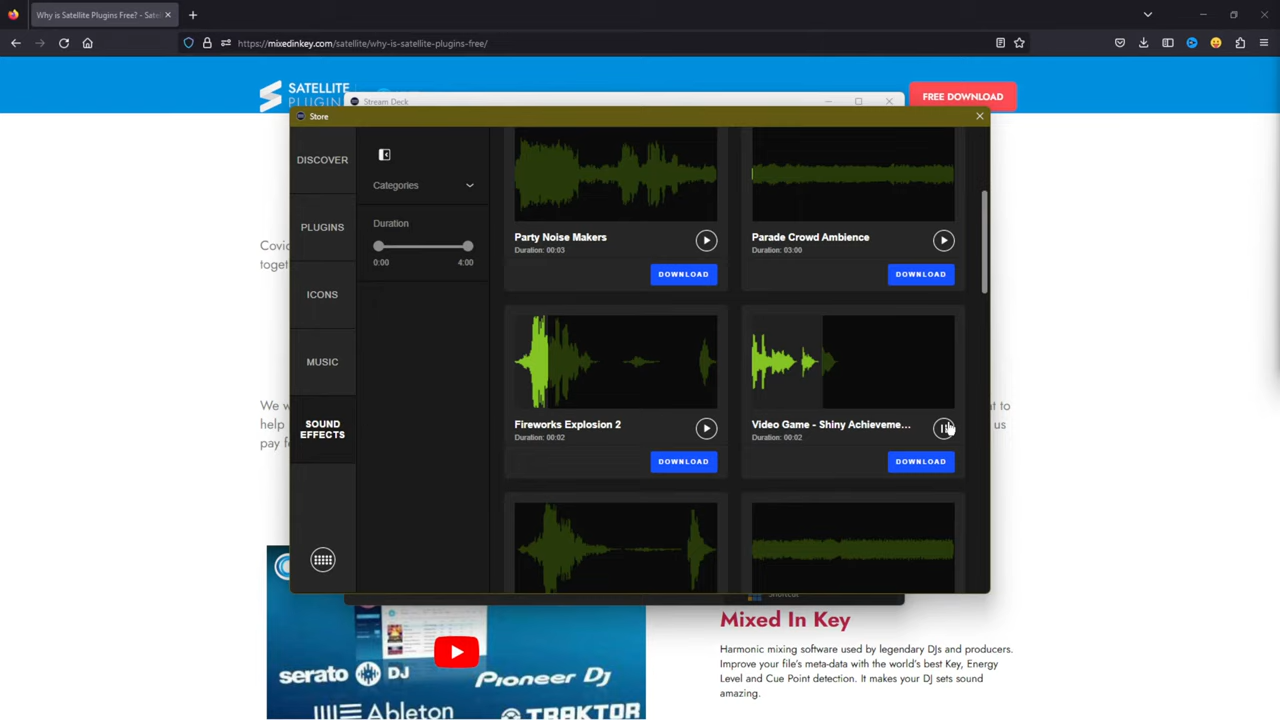 Why is Satellite Plugins Free? - Sate
https://mixedinkey.com/satellite/why-is-satellite-plugins-free/
SATELLITE
PLUGINS
FREE DOWNLOAD
Stream Deck
Store
DISCOVER
PLUGINS
ICONS
MUSIC
SOUND
EFFECTS
Categories
Duration
0:00
4:00
Party Noise Makers
Duration: 00:03
DOWNLOAD
Parade Crowd Ambience
Duration: 03:00
DOWNLOAD
Fireworks Explosion 2
Duration: 00:02
DOWNLOAD
Video Game - Shiny Achieveme...
Duration: 00:02
DOWNLOAD
Covid
toget
We w
help
pay f
nt to
us
Shortcut
serato DJ
Pioneer Dj
Ableton
TRAKTOR
Mixed In Key
Harmonic mixing software used by legendary DJs and producers.
Improve your file's meta-data with the world's best Key, Energy
Level and Cue Point detection. It makes your DJ sets sound
amazing.